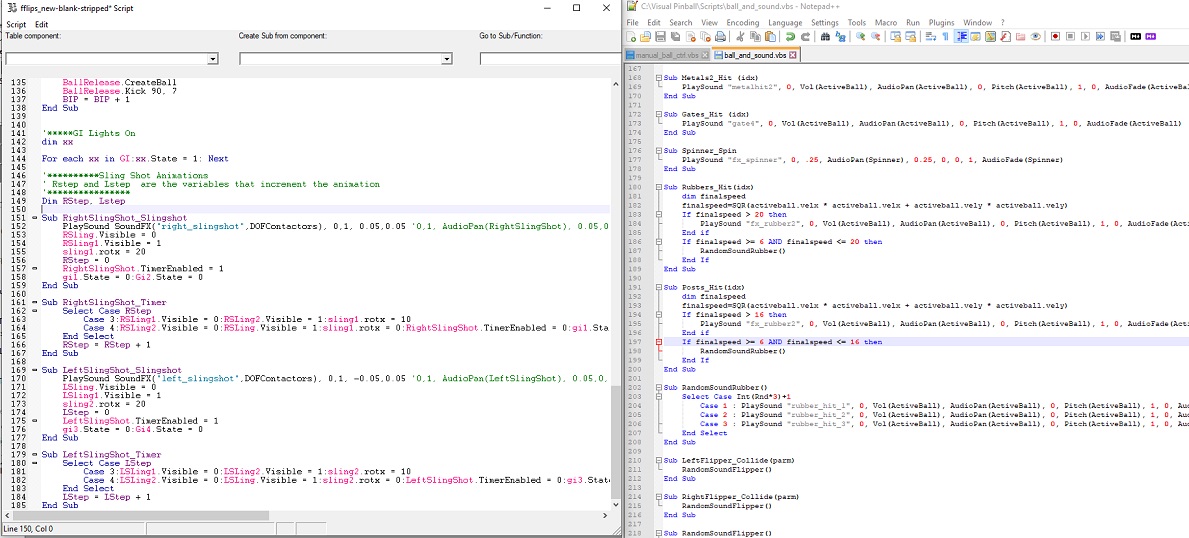 fflips_new-blank-stripped* Script
Script Edit
Table component:
Create Sub from component:
Go to Sub/Function:
135 BallRelease.CreateBall
136 BallRelease.Kick 90, 7
137 BIP = BIP + 1
138 End Sub
139
140
141 '*****GI Lights On
142 dim xx
143
144 For each xx in GI:xx.State = 1: Next
145
146 '**********Sling Shot Animations
147 ' Rstep and Lstep are the variables that increment the animation
148 '****************
149 Dim RStep, Lstep
150
151 Sub RightSlingShot_Slingshot
152 PlaySound SoundFX("right_slingshot",DOFContactors), 0,1, 0.05,0.05 '0,1, AudioPan(RightSlingShot), 0.05,0
153 RSling.Visible = 0
154 RSling1.Visible = 1
155 sling1.rotx = 20
156 RStep = 0
157 RightSlingShot.TimerEnabled = 1
158 gi1.State = 0:Gi2.State = 0
159 End Sub
160
161 Sub RightSlingShot_Timer
162 Select Case RStep
163 Case 3:RSLing1.Visible = 0:RSLing2.Visible = 1:sling1.rotx = 10
164 Case 4:RSLing2.Visible = 0:RSLing.Visible = 1:sling1.rotx = 0:RightSlingShot.TimerEnabled = 0:gi1.Sta
165 End Select
166 RStep = RStep + 1
167 End Sub
168
169 Sub LeftSlingShot_Slingshot
170 PlaySound SoundFX("left_slingshot",DOFContactors), 0,1, -0.05,0.05 '0,1, AudioPan(LeftSlingShot), 0.05,0.
171 LSling.Visible = 0
172 LSling1.Visible = 1
173 sling2.rotx = 20
174 LStep = 0
175 LeftSlingShot.TimerEnabled = 1
176 gi3.State = 0:Gi4.State = 0
177 End Sub
178
179 Sub LeftSlingShot_Timer
180 Select Case LStep
181 Case 3:LSLing1.Visible = 0:LSLing2.Visible = 1:sling2.rotx = 10
182 Case 4:LSLing2.Visible = 0:LSLing.Visible = 1:sling2.rotx = 0:LeftSlingShot.TimerEnabled = 0:gi3.Stat
183 End Select
184 LStep = LStep + 1
185 End Sub
Line 150, Col 0
C:\Visual Pinball\Scripts\ball_and_sound.vbs - Notepad++
File Edit Search View Encoding Language Settings Tools Macro Run Plugins Window ?
manual_ball_ctrl.vbs ball_and_sound.vbs
167
168 Sub Metals2_Hit (idx)
169 PlaySound "metalhit2", 0, Vol(ActiveBall), AudioPan(ActiveBall), 0, Pitch(ActiveBall), 1, 0, AudioFade(ActiveBa
170 End Sub
171
172 Sub Gates_Hit (idx)
173 PlaySound "gate4", 0, Vol(ActiveBall), AudioPan(ActiveBall), 0, Pitch(ActiveBall), 1, 0, AudioFade(ActiveBall)
174 End Sub
175
176 Sub Spinner_Spin
177 PlaySound "fx_spinner", 0, .25, AudioPan(Spinner), 0.25, 0, 0, 1, AudioFade(Spinner)
178 End Sub
179
180 Sub Rubbers_Hit(idx)
181 dim finalspeed
182 finalspeed=SQR(activeball.velx * activeball.velx + activeball.vely * activeball.vely)
183 If finalspeed > 20 then
184 PlaySound "fx_rubber2", 0, Vol(ActiveBall), AudioPan(ActiveBall), 0, Pitch(ActiveBall), 1, 0, AudioFade(Act
185 End if
186 If finalspeed >= 6 AND finalspeed <= 20 then
187 RandomSoundRubber()
188 End If
189 End Sub
190
191 Sub Posts_Hit(idx)
192 dim finalspeed
193 finalspeed=SQR(activeball.velx * activeball.velx + activeball.vely * activeball.vely)
194 If finalspeed > 16 then
195 PlaySound "fx_rubber2", 0, Vol(ActiveBall), AudioPan(ActiveBall), 0, Pitch(ActiveBall), 1, 0, AudioFade(Act
196 End if
197 If finalspeed >= 6 AND finalspeed <= 16 then
198 RandomSoundRubber()
199 End If
200 End Sub
201
202 Sub RandomSoundRubber()
203 Select Case Int(Rnd*3)+1
204 Case 1 : PlaySound "rubber_hit_1", 0, Vol(ActiveBall), AudioPan(ActiveBall), 0, Pitch(ActiveBall), 1, 0, Au
205 Case 2 : PlaySound "rubber_hit_2", 0, Vol(ActiveBall), AudioPan(ActiveBall), 0, Pitch(ActiveBall), 1, 0, Au
206 Case 3 : PlaySound "rubber_hit_3", 0, Vol(ActiveBall), AudioPan(ActiveBall), 0, Pitch(ActiveBall), 1, 0, Au
207 End Select
208 End Sub
209
210 Sub LeftFlipper_Collide(parm)
211 RandomSoundFlipper()
212 End Sub
213
214 Sub RightFlipper_Collide(parm)
215 RandomSoundFlipper()
216 End Sub
217
218 Sub RandomSoundFlipper()